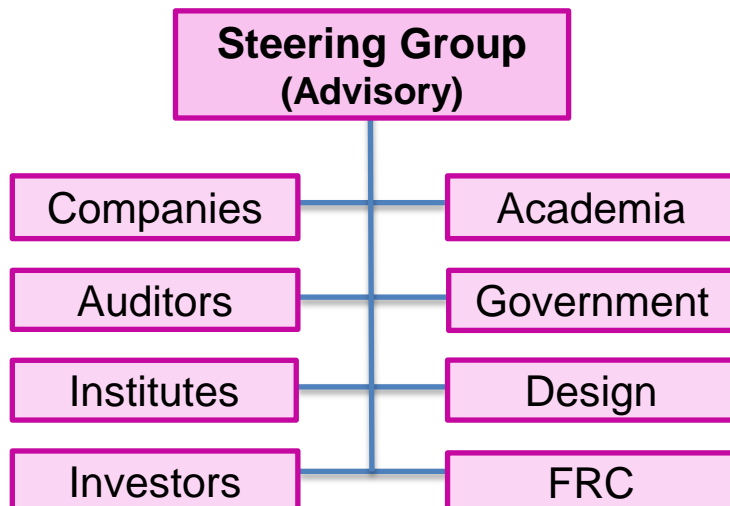 Steering Group
(Advisory)
Companies
Academia
Auditors
Government
Institutes
Design
Investors
FRC